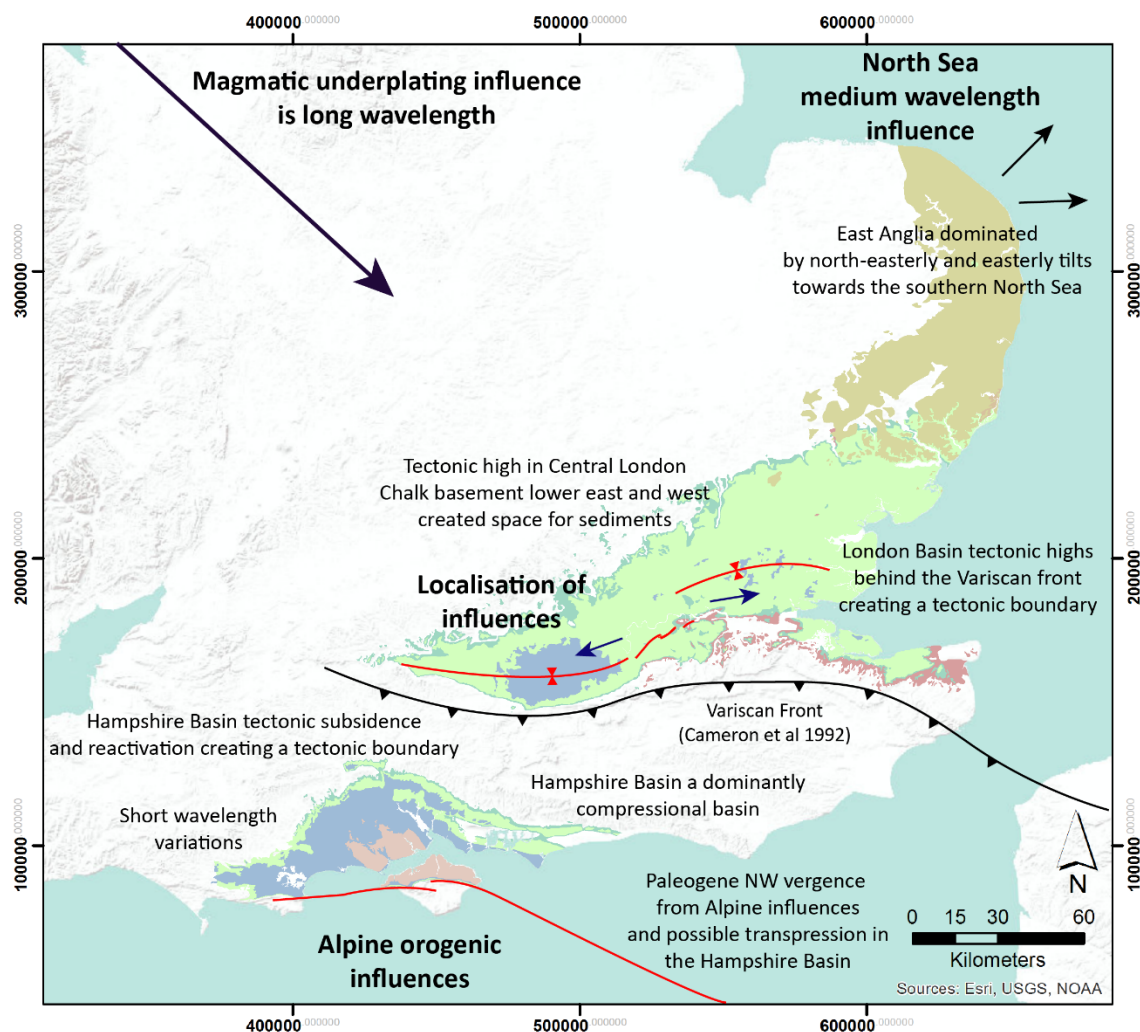 400000.000000
500000.000000
600000.000000
Magmatic underplating influence
is long wavelength
North Sea
medium wavelength
influence
East Anglia dominated
by north-easterly and easterly tilts
towards the southern North Sea
300000.000000
300000.000000
Tectonic high in Central London
Chalk basement lower east and west
created space for sediments
200000.000000
200000.000000
London Basin tectonic highs
behind the Variscan front
creating a tectonic boundary
Localisation of
influences
Variscan Front
(Cameron et al 1992)
Hampshire Basin tectonic subsidence
and reactivation creating a tectonic boundary
Hampshire Basin a dominantly
compressional basin
Short wavelength
variations
100000.000000
100000.000000
Paleogene NW vergence
from Alpine influences
and possible transpression in
the Hampshire Basin
Alpine orogenic
influences
N
0 15 30 60
Kilometers
Sources: Esri, USGS, NOAA
400000.000000
500000.000000
600000.000000